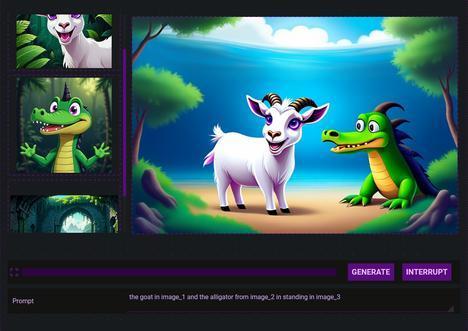 GENERATE INTERRUPT
Prompt the goat in image_1 and the alligator from image_2 in standing in image_3